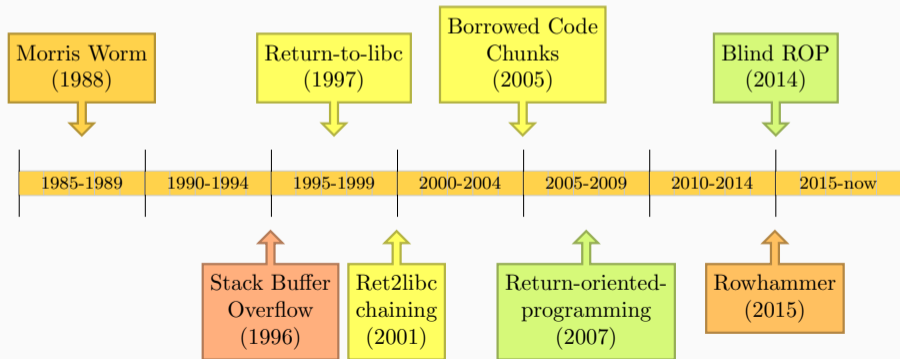 Morris Worm
(1988)
Return-to-libc
(1997)
Borrowed Code
Chunks
(2005)
Blind ROP
(2014)
1985-1989
1990-1994
1995-1999
2000-2004
2005-2009
2010-2014
2015-now
Stack Buffer
Overflow
(1996)
Ret2libc
chaining
(2001)
Return-oriented-
programming
(2007)
Rowhammer
(2015)